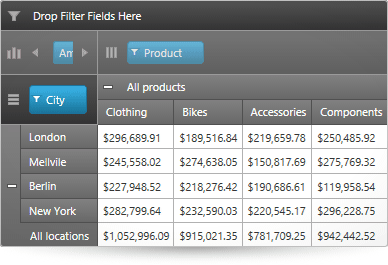 Drop Filter Fields Here
Am Product
City All products
Clothing Bikes Accessories Components
London $296,689.91 $189,516.84 $219,659.78 $250,485.92
Mellvile $245,558.02 $274,638.05 $150,817.69 $275,769.32
Berlin $227,948.52 $218,276.42 $190,686.61 $119,958.54
New York $282,799.64 $232,590.03 $220,545.17 $296,228.75
All locations $1,052,996.09 $915,021.35 $781,709.25 $942,442.52